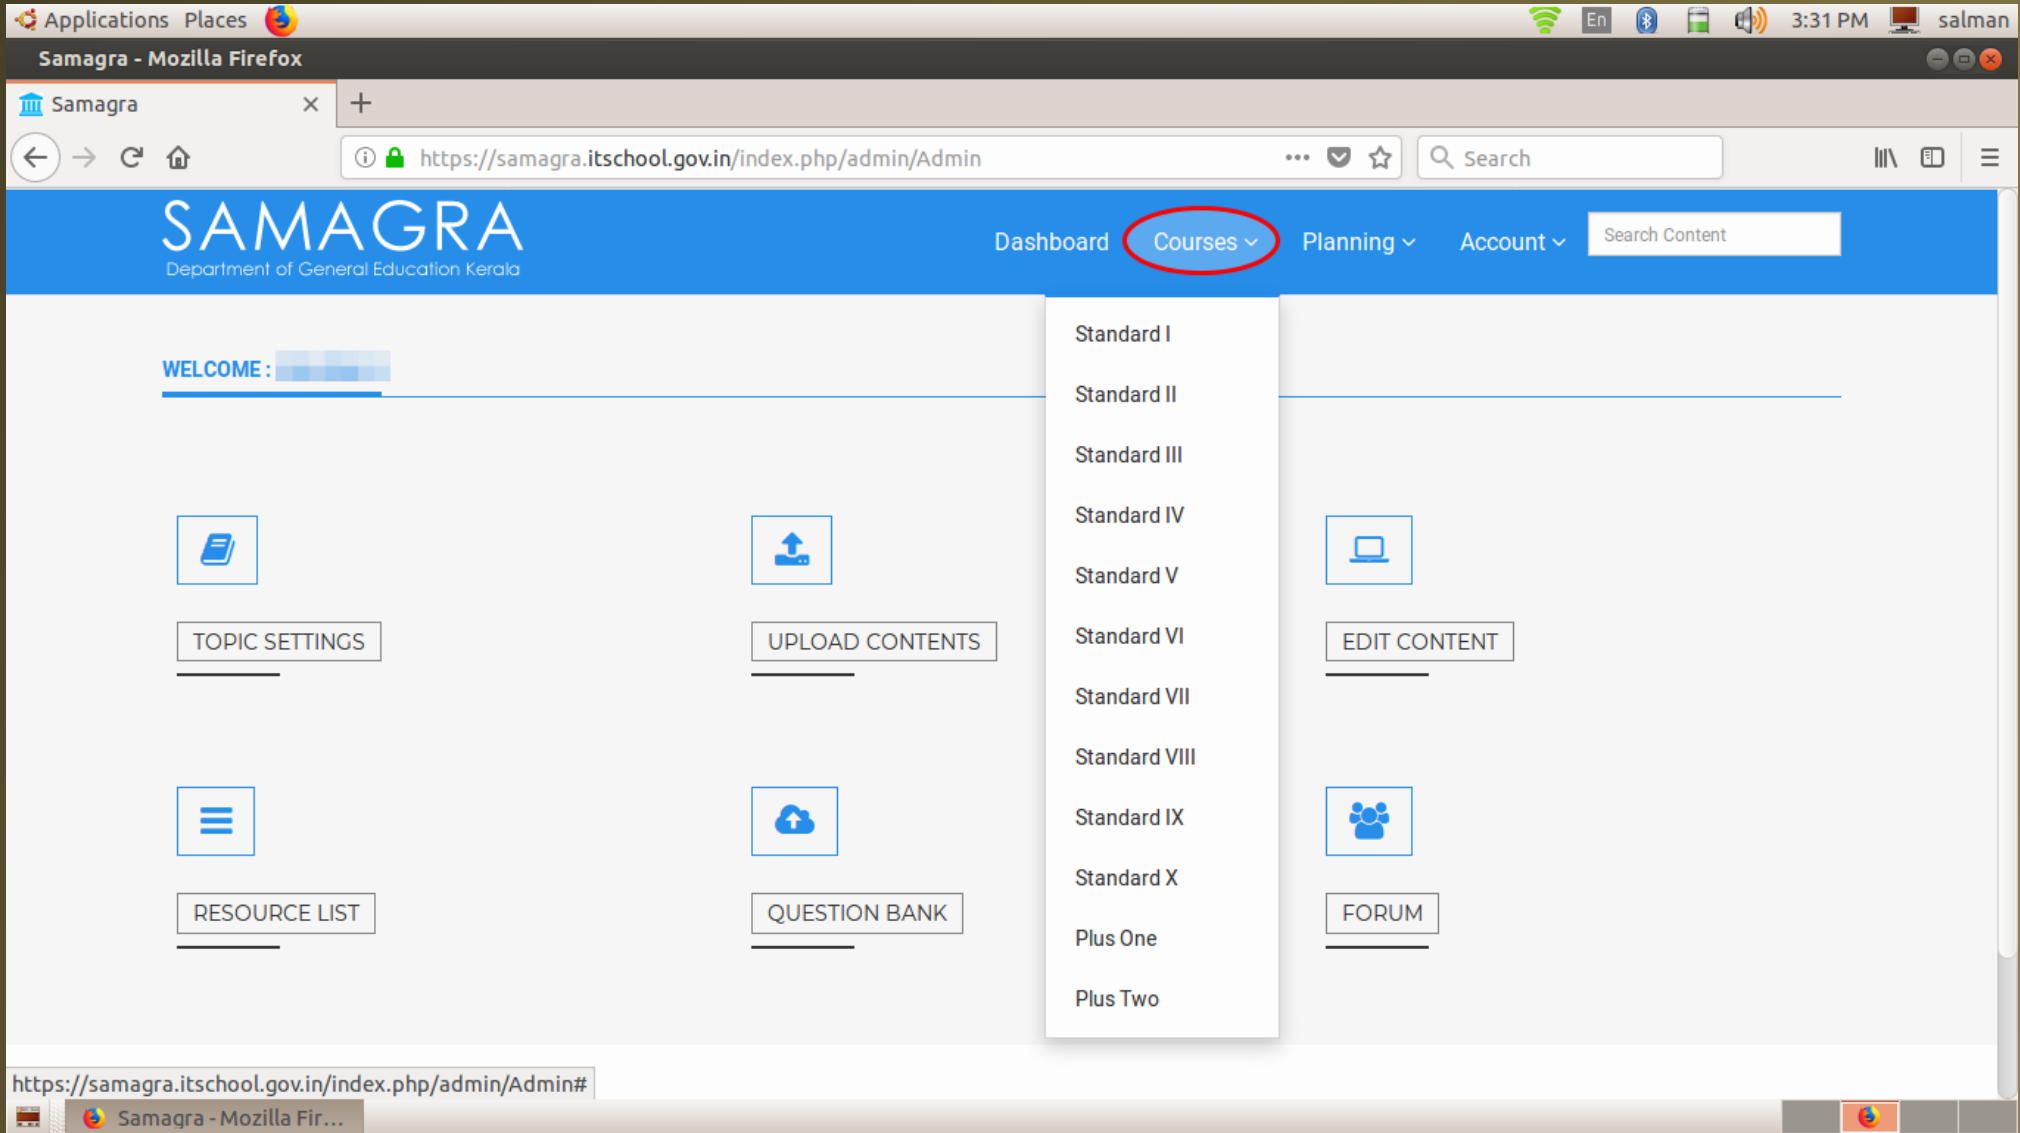 Applications Places En 3:31 PM salman
Samagra - Mozilla Firefox
Samagra
https://samagra.itschool.gov.in/index.php/admin/Admin Search
SAMAGRA
Department of General Education Kerala
Dashboard Courses Planning Account Search Content
Standard I
Standard II
Standard III
Standard IV
Standard V
Standard VI
Standard VII
Standard VIII
Standard IX
Standard X
Plus One
Plus Two
WELCOME :
TOPIC SETTINGS UPLOAD CONTENTS EDIT CONTENT
RESOURCE LIST QUESTION BANK FORUM
https://samagra.itschool.gov.in/index.php/admin/Admin#
Samagra - Mozilla Fir...